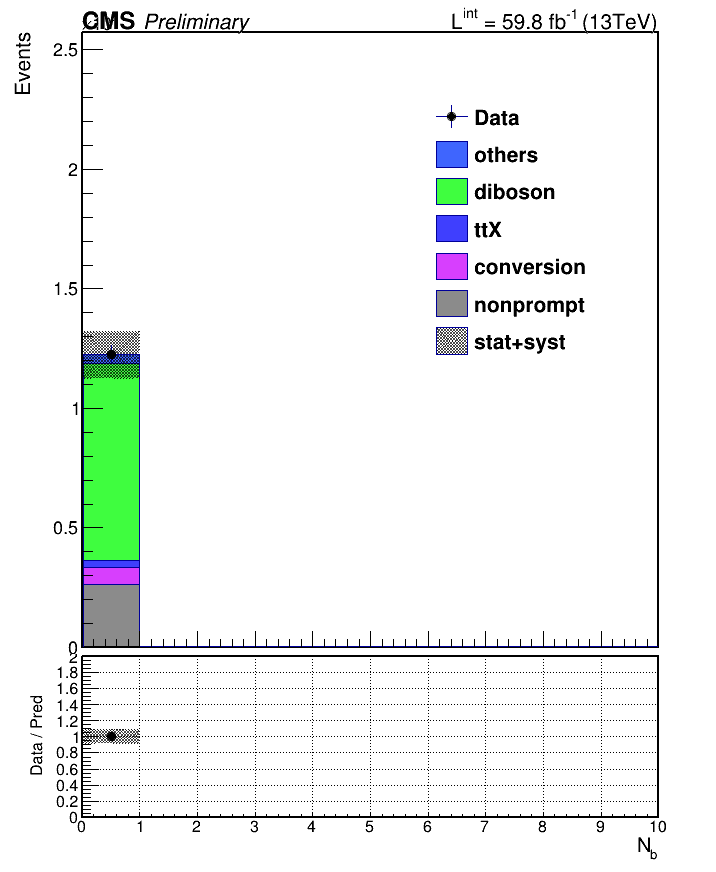 CMS Preliminary
L^int = 59.8 fb^-1 (13TeV)
Events
2.5
2
1.5
1
0.5
0
Data
others
diboson
ttX
conversion
nonprompt
stat+syst
Data / Pred
2
1.8
1.6
1.4
1.2
1
0.8
0.6
0.4
0.2
0
0 1 2 3 4 5 6 7 8 9 10
N_b